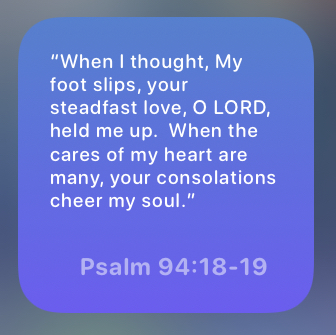 "When I thought, My
foot slips, your
steadfast love, O LORD,
held me up.  When the
cares of my heart are
many, your consolations
cheer my soul."
Psalm 94:18-19